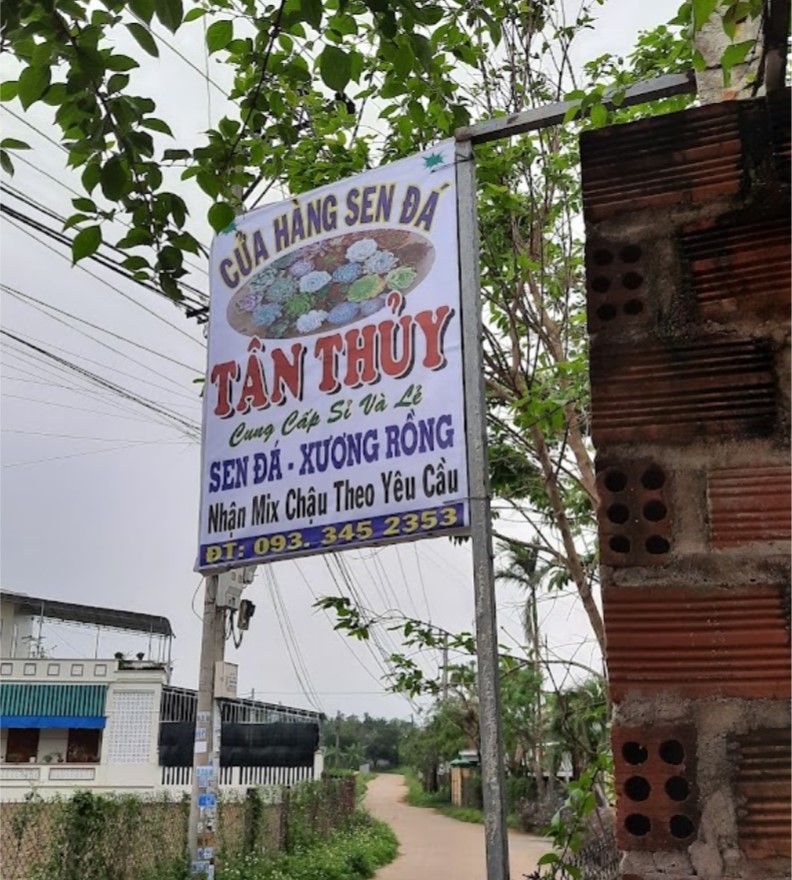 CỬA HÀNG SEN ĐÁ
TÂN THỦY
Cung Cấp Sỉ Và Lẻ
SEN ĐÁ - XƯƠNG RỒNG
Nhận Mix Chậu Theo Yêu Cầu
ĐT: 093. 345 2353